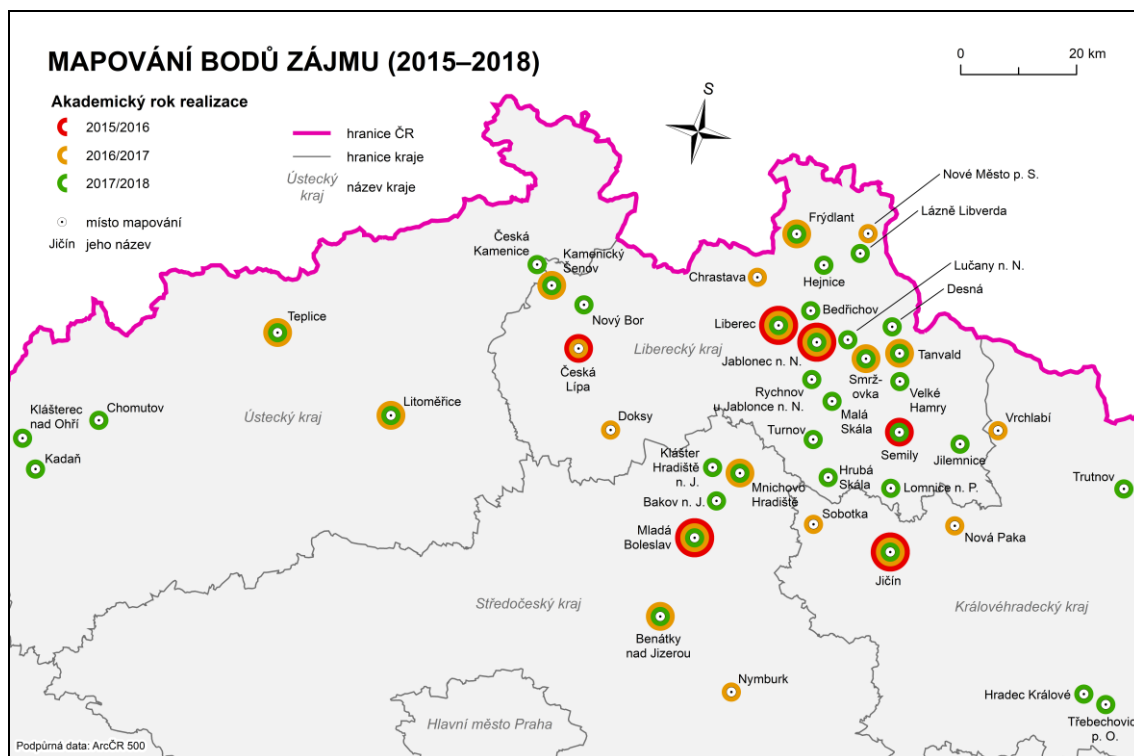 MAPOVÁNÍ BODŮ ZÁJMU (2015–2018)
0
20 km
Akademický rok realizace
2015/2016
2016/2017
2017/2018
hranice ČR
hranice kraje
Ústecký
kraj
název kraje
místo mapování
Jičín
jeho název
S
Nové Město p. S.
Lázně Libverda
Lučany n. N.
Desná
Frýdlant
Hejnice
Chrastava
Česká
Kamenice
Kamenický
Šenov
Nový Bor
Bedřichov
Liberec
Liberecký kraj
Jablonec n. N.
Teplice
Česká
Lípa
Smržovka
Tanvald
Velké
Hamry
Rychnov
u Jablonce n. N.
Malá
Skála
Klášterec
nad Ohří
Chomutov
Kadaň
Ústecký kraj
Litoměřice
Doksy
Turnov
Semily
Jilemnice
Vrchlabí
Trutnov
Klášter
Hradiště
n. J.
Mnichovo
Hradiště
Hrubá
Skála
Lomnice n. P.
Bakov n. J.
Sobotka
Nová Paka
Mladá
Boleslav
Jičín
Středočeský kraj
Královéhradecký kraj
Benátky
nad Jizerou
Nymburk
Hlavní město Praha
Hradec Králové
Třebechovic
p. O.
Podpůrná data: ArcČR 500